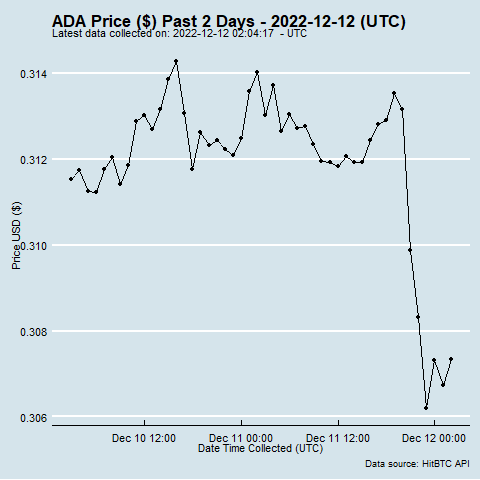 ADA Price ($) Past 2 Days - 2022-12-12 (UTC)
Latest data collected on: 2022-12-12 02:04:17  - UTC
0.314
0.312
0.310
0.308
0.306
Price USD ($)
Dec 10 12:00
Dec 11 00:00
Dec 11 12:00
Dec 12 00:00
Date Time Collected (UTC)
Data source: HitBTC API